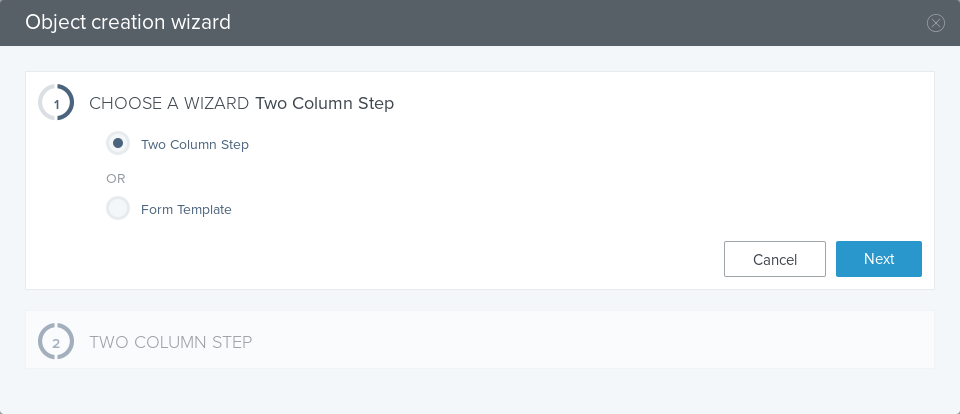 Object creation wizard
1
CHOOSE A WIZARD Two Column Step
Two Column Step
OR
Form Template
Cancel
Next
2
TWO COLUMN STEP